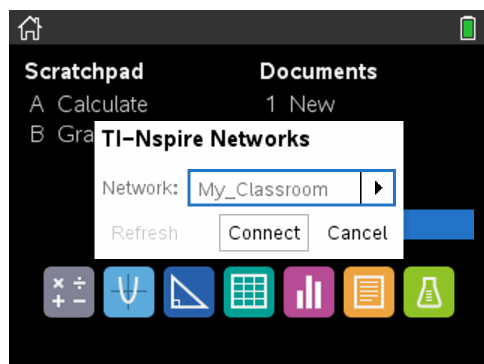 Scratchpad
Documents
A Calculate
1 New
B Gra
TI-Nspire Networks
Network: My_Classroom
Refresh
Connect
Cancel